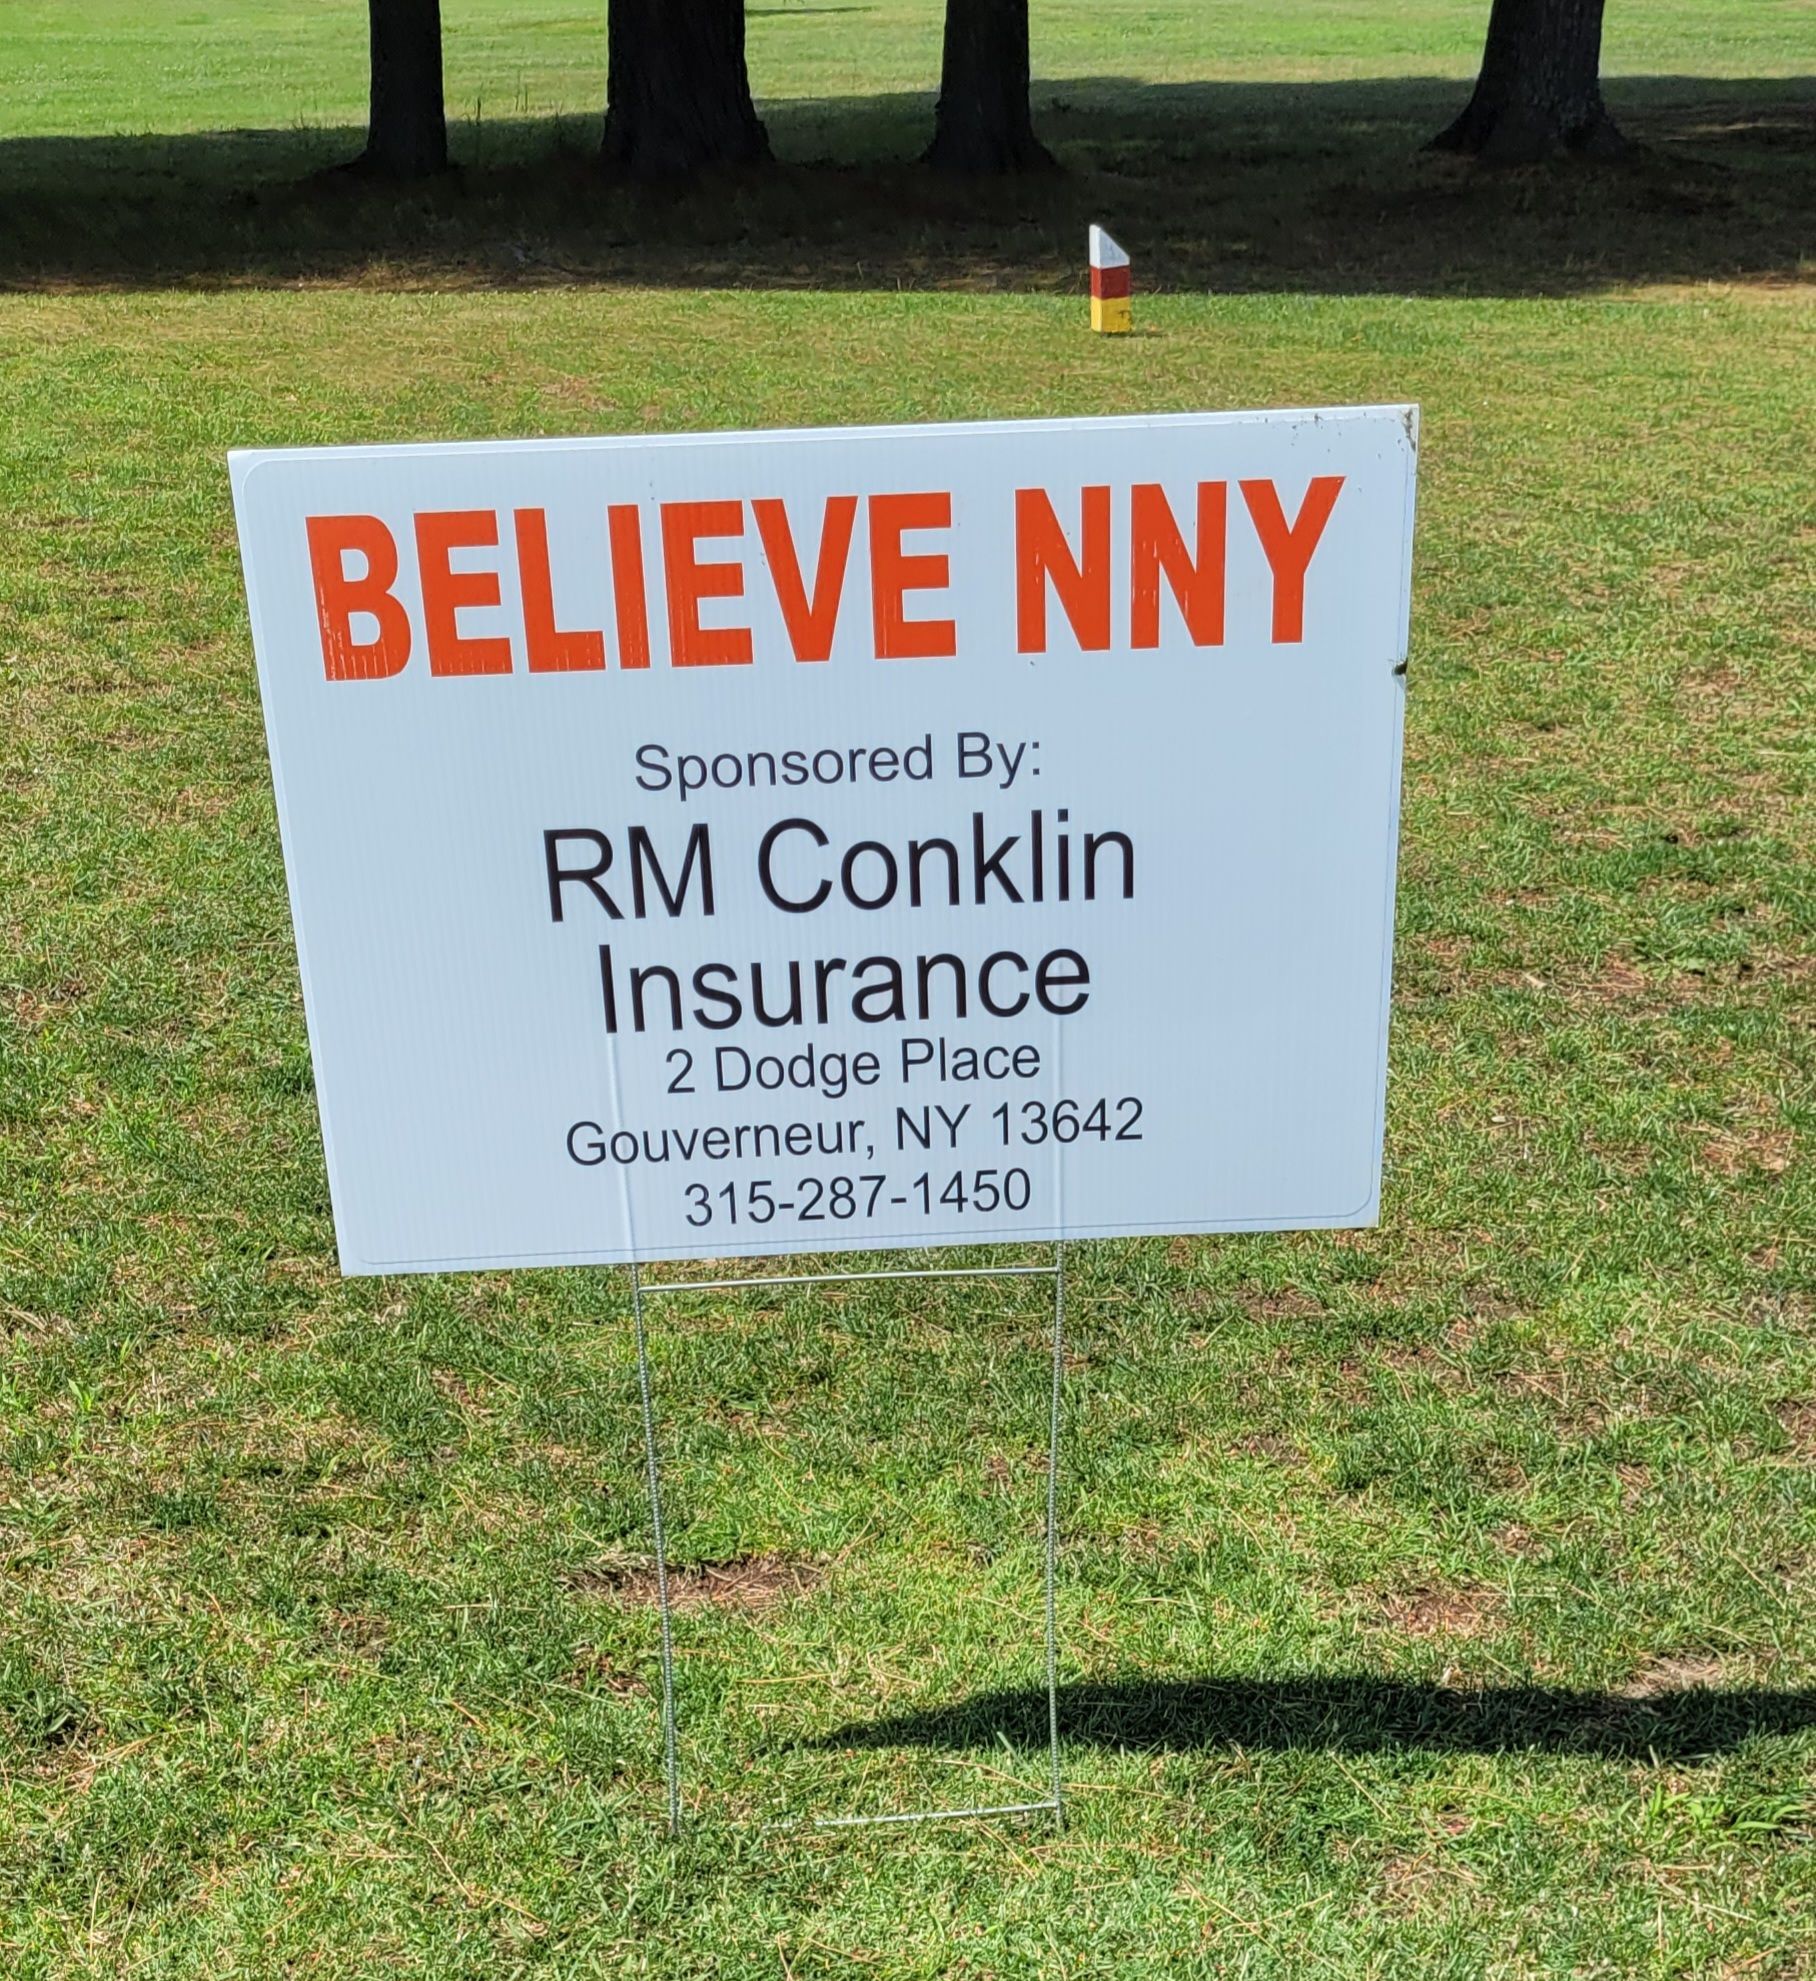 BELIEVE NNY
Sponsored By:
RM Conklin
Insurance
2 Dodge Place
Gouverneur, NY 13642
315-287-1450